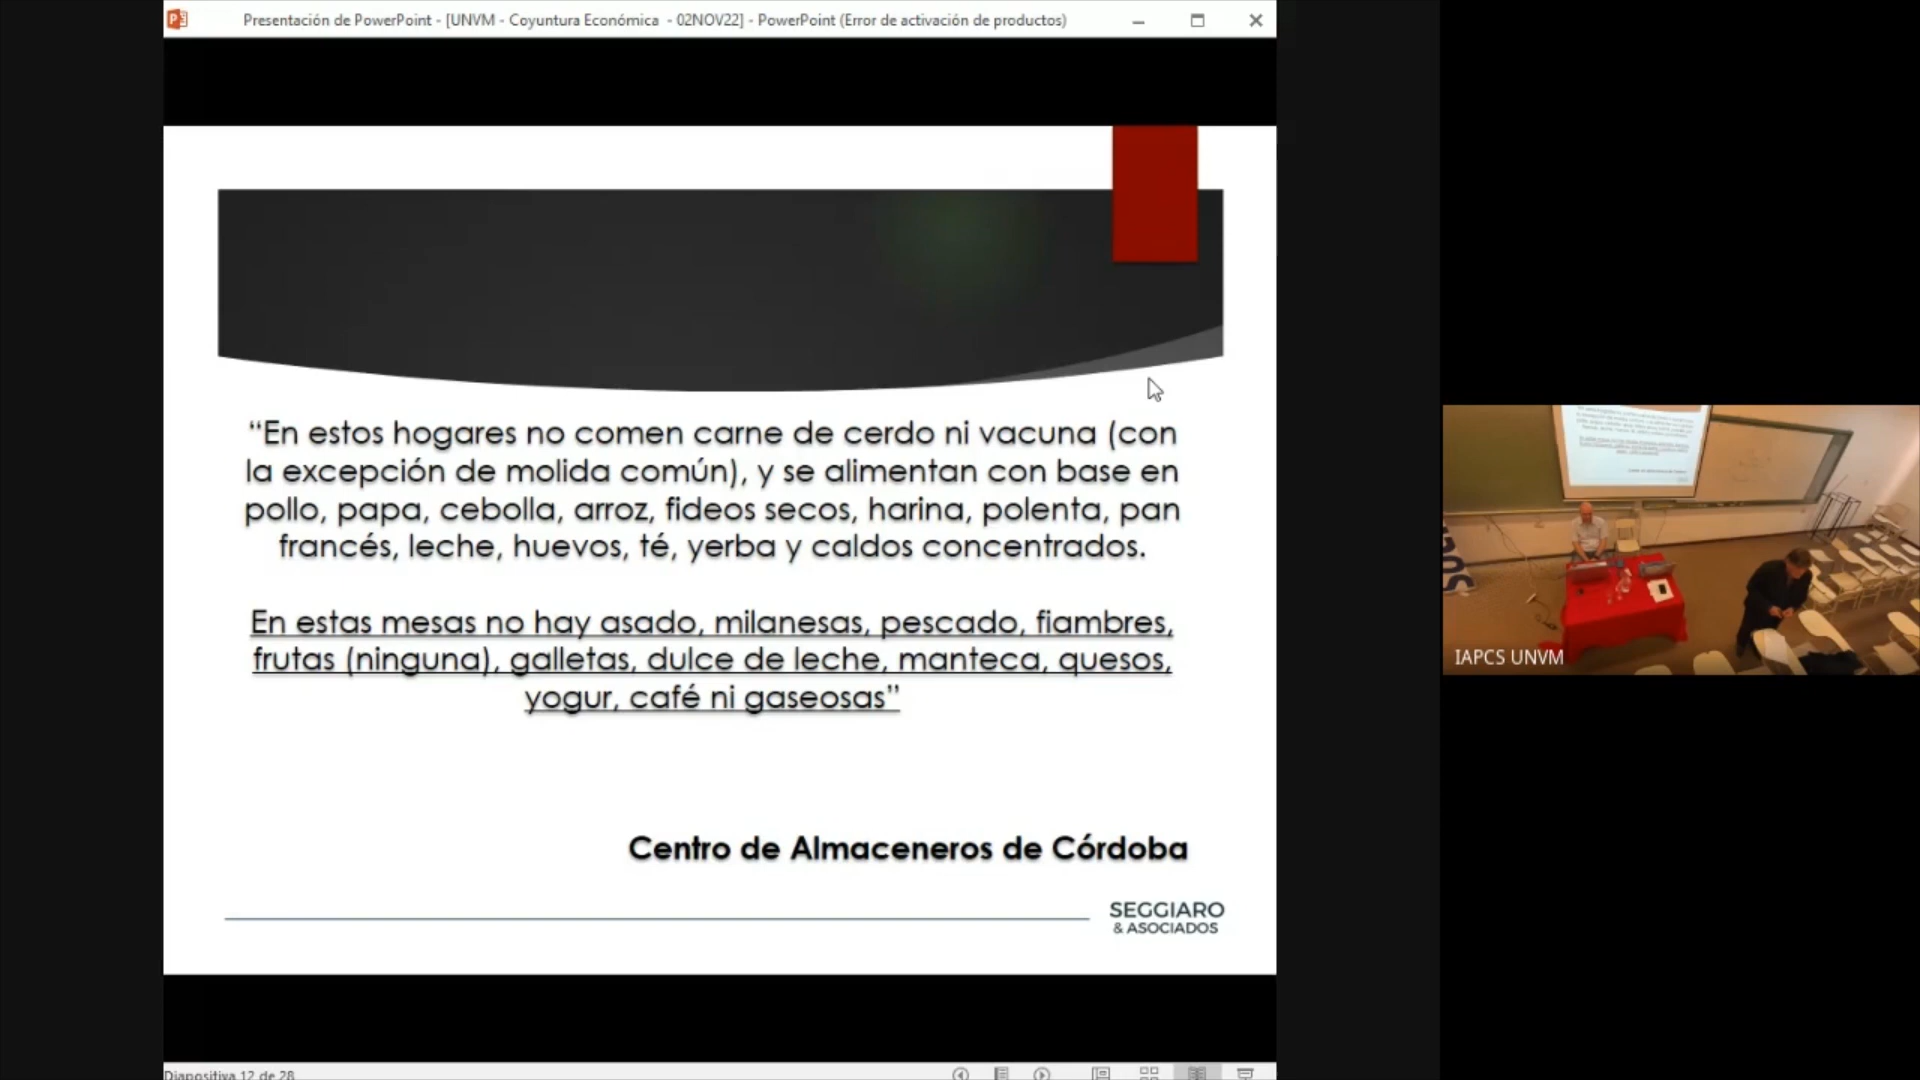 Presentación de PowerPoint - [UNVM - Coyuntura Económica - 02NOV22] - PowerPoint (Error de activación de productos)
“En estos hogares no comen carne de cerdo ni vacuna (con
la excepción de molida común), y se alimentan con base en
pollo, papa, cebolla, arroz, fideos secos, harina, polenta, pan
francés, leche, huevos, té, yerba y caldos concentrados.
En estas mesas no hay asado, milanesas, pescado, fiambres,
frutas (ninguna), galletas, dulce de leche, manteca, quesos,
yogur, café ni gaseosas”
Centro de Almaceneros de Córdoba
SEGGIARO
& ASOCIADOS
Diapositiva 12 de 28
IAPCS UNVM